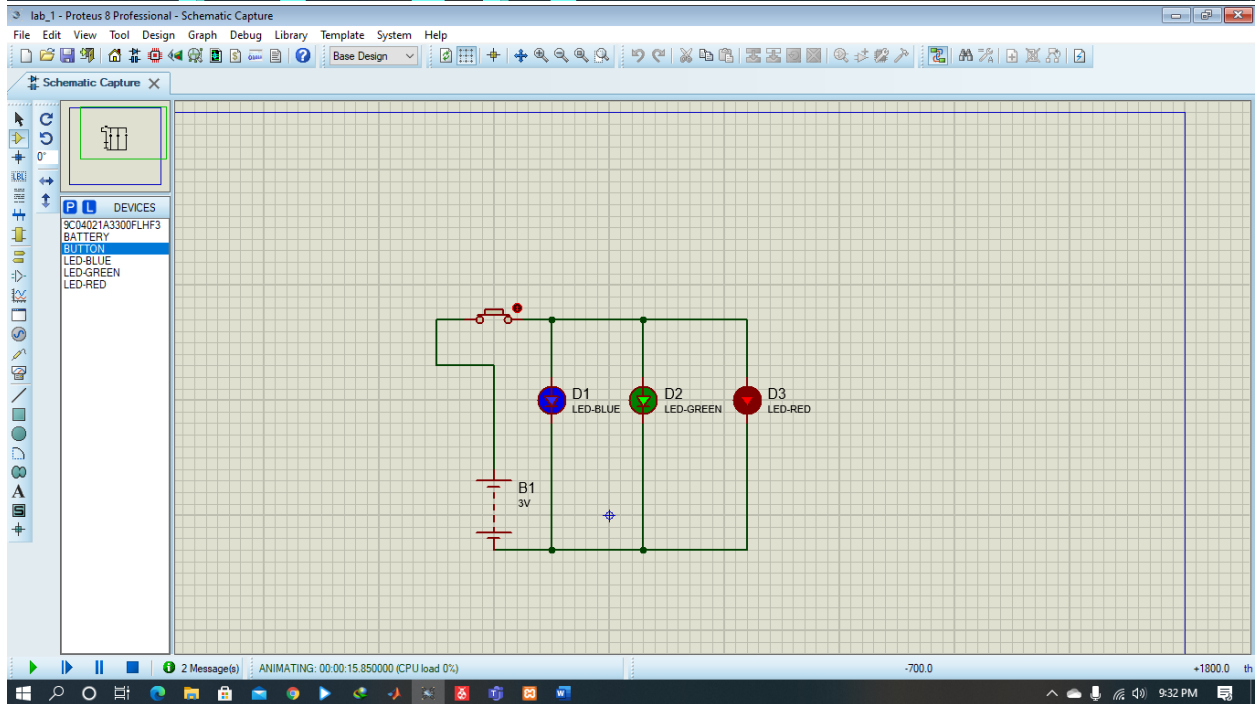 lab_1 - Proteus 8 Professional - Schematic Capture
File Edit View Tool Design Graph Debug Library Template System Help
Base Design
Schematic Capture
0°
LBL
P L DEVICES
9C04021A3300FLHF3
BATTERY
BUTTON
LED-BLUE
LED-GREEN
LED-RED
D1
LED-BLUE
D2
LED-GREEN
D3
LED-RED
B1
3V
A
S
2 Message(s) ANIMATING: 00:00:15.850000 (CPU load 0%) -700.0 +1800.0 th
9:32 PM